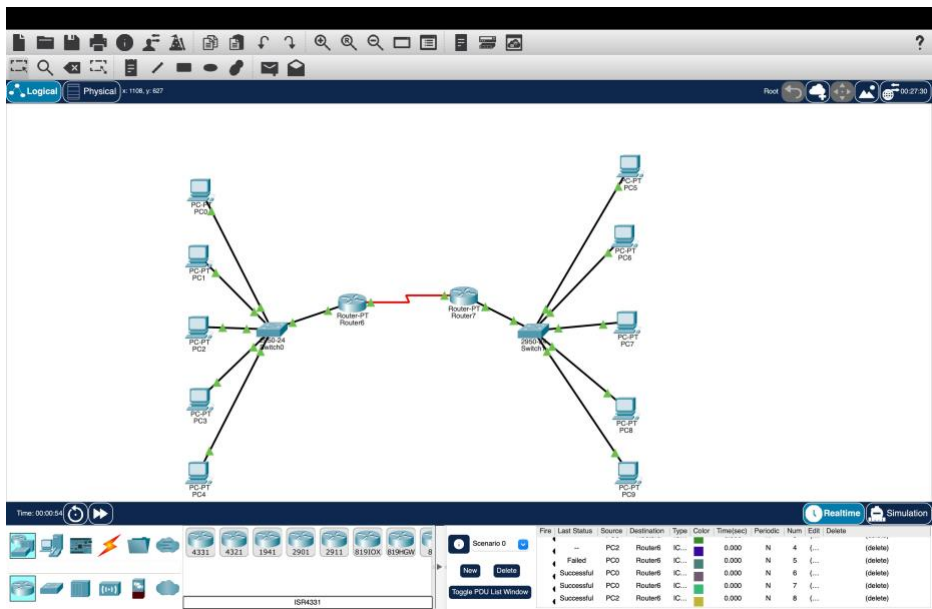 ?
Logical Physical x: 1108, y: 627 Root 00:27:30
PC-PT
PC0
PC-PT
PC1
PC-PT
PC2
PC-PT
PC3
PC-PT
PC4
Router-PT
Router6
Router-PT
Router7
PC-PT
PC5
PC-PT
PC6
PC-PT
PC7
PC-PT
PC8
PC-PT
PC9
Time: 00:00:54 Realtime Simulation
4331 4321 1941 2901 2911 819IOX 819HGW 8
ISR4331
Scenario 0
New Delete
Toggle PDU List Window
Fire Last Status Source Destination Type Color Time(sec) Periodic Num Edit Delete
-- PC2 Router6 IC... 0.000 N 4 (... (delete)
Failed PC0 Router6 IC... 0.000 N 5 (... (delete)
Successful PC0 Router6 IC... 0.000 N 6 (... (delete)
Successful PC0 Router6 IC... 0.000 N 7 (... (delete)
Successful PC2 Router6 IC... 0.000 N 8 (... (delete)